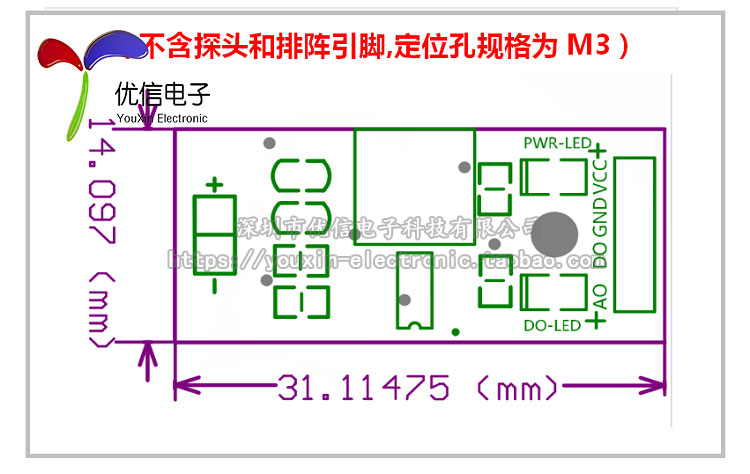 不含探头和排阵引脚,定位孔规格为 M3 )
优信电子
YouXin Electronic
14.097 (mm)
PWR-LED
+
VCC
GND
DO
AO
+
DO-LED
+
-
深圳市优信电子科技有限公司
https://youxin-electronic.taobao.com
31.11475 (mm)